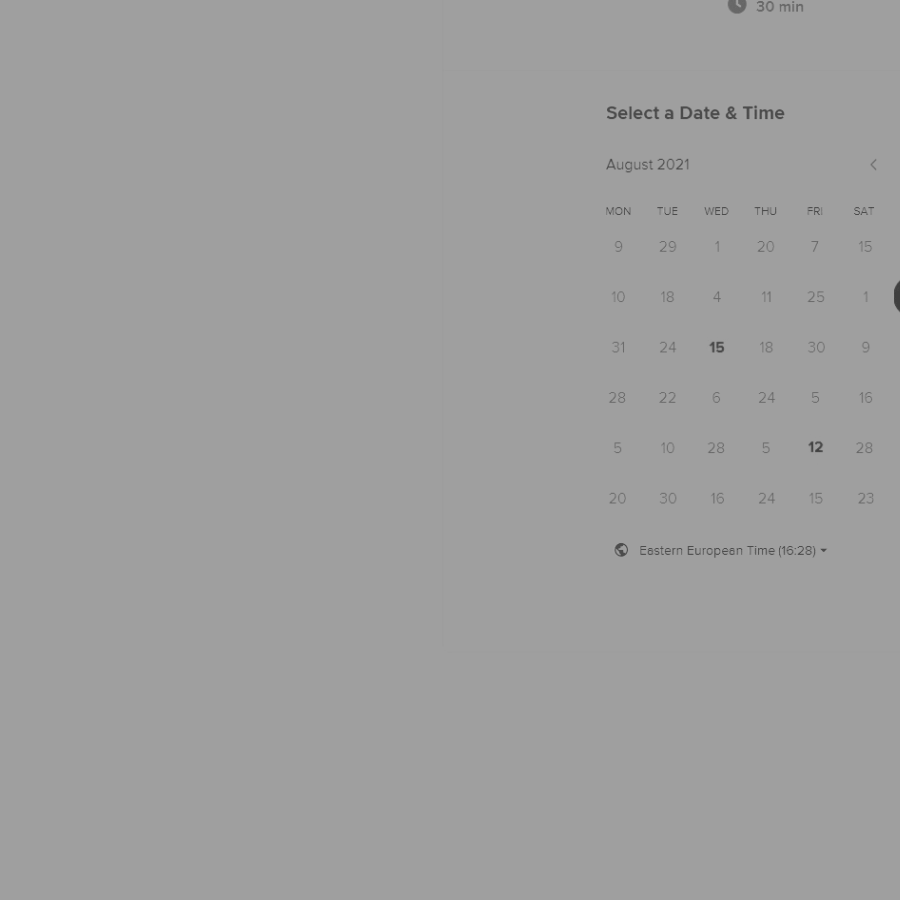 30 min
Select a Date & Time
August 2021
MON TUE WED THU FRI SAT
9 29 1 20 7 15
10 18 4 11 25 1
31 24 15 18 30 9
28 22 6 24 5 16
5 10 28 5 12 28
20 30 16 24 15 23
Eastern European Time (16:28)